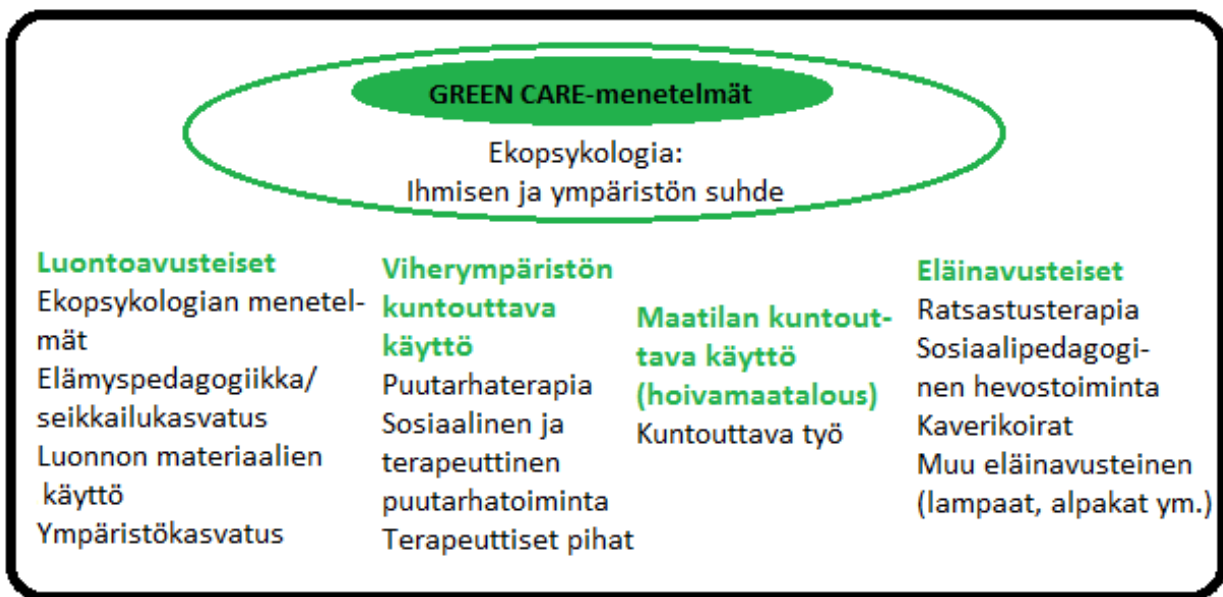 GREEN CARE-menetelmät
Ekopsykologia:
Ihmisen ja ympäristön suhde
Luontoavusteiset
Ekopsykologian menetel-
mät
Elämyspedagogiikka/
seikkailukasvatus
Luonnon materiaalien
käyttö
Ympäristökasvatus
Viherympäristön
kuntouttava
käyttö
Puutarhaterapia
Sosiaalinen ja
terapeuttinen
puutarhatoiminta
Terapeuttiset pihat
Maatilan kuntout-
tava käyttö
(hoivamaatalous)
Kuntouttava työ
Eläinavusteiset
Ratsastusterapia
Sosiaalipedagogi-
nen hevostoiminta
Kaverikoirat
Muu eläinavusteinen
(lampaat, alpakat ym.)